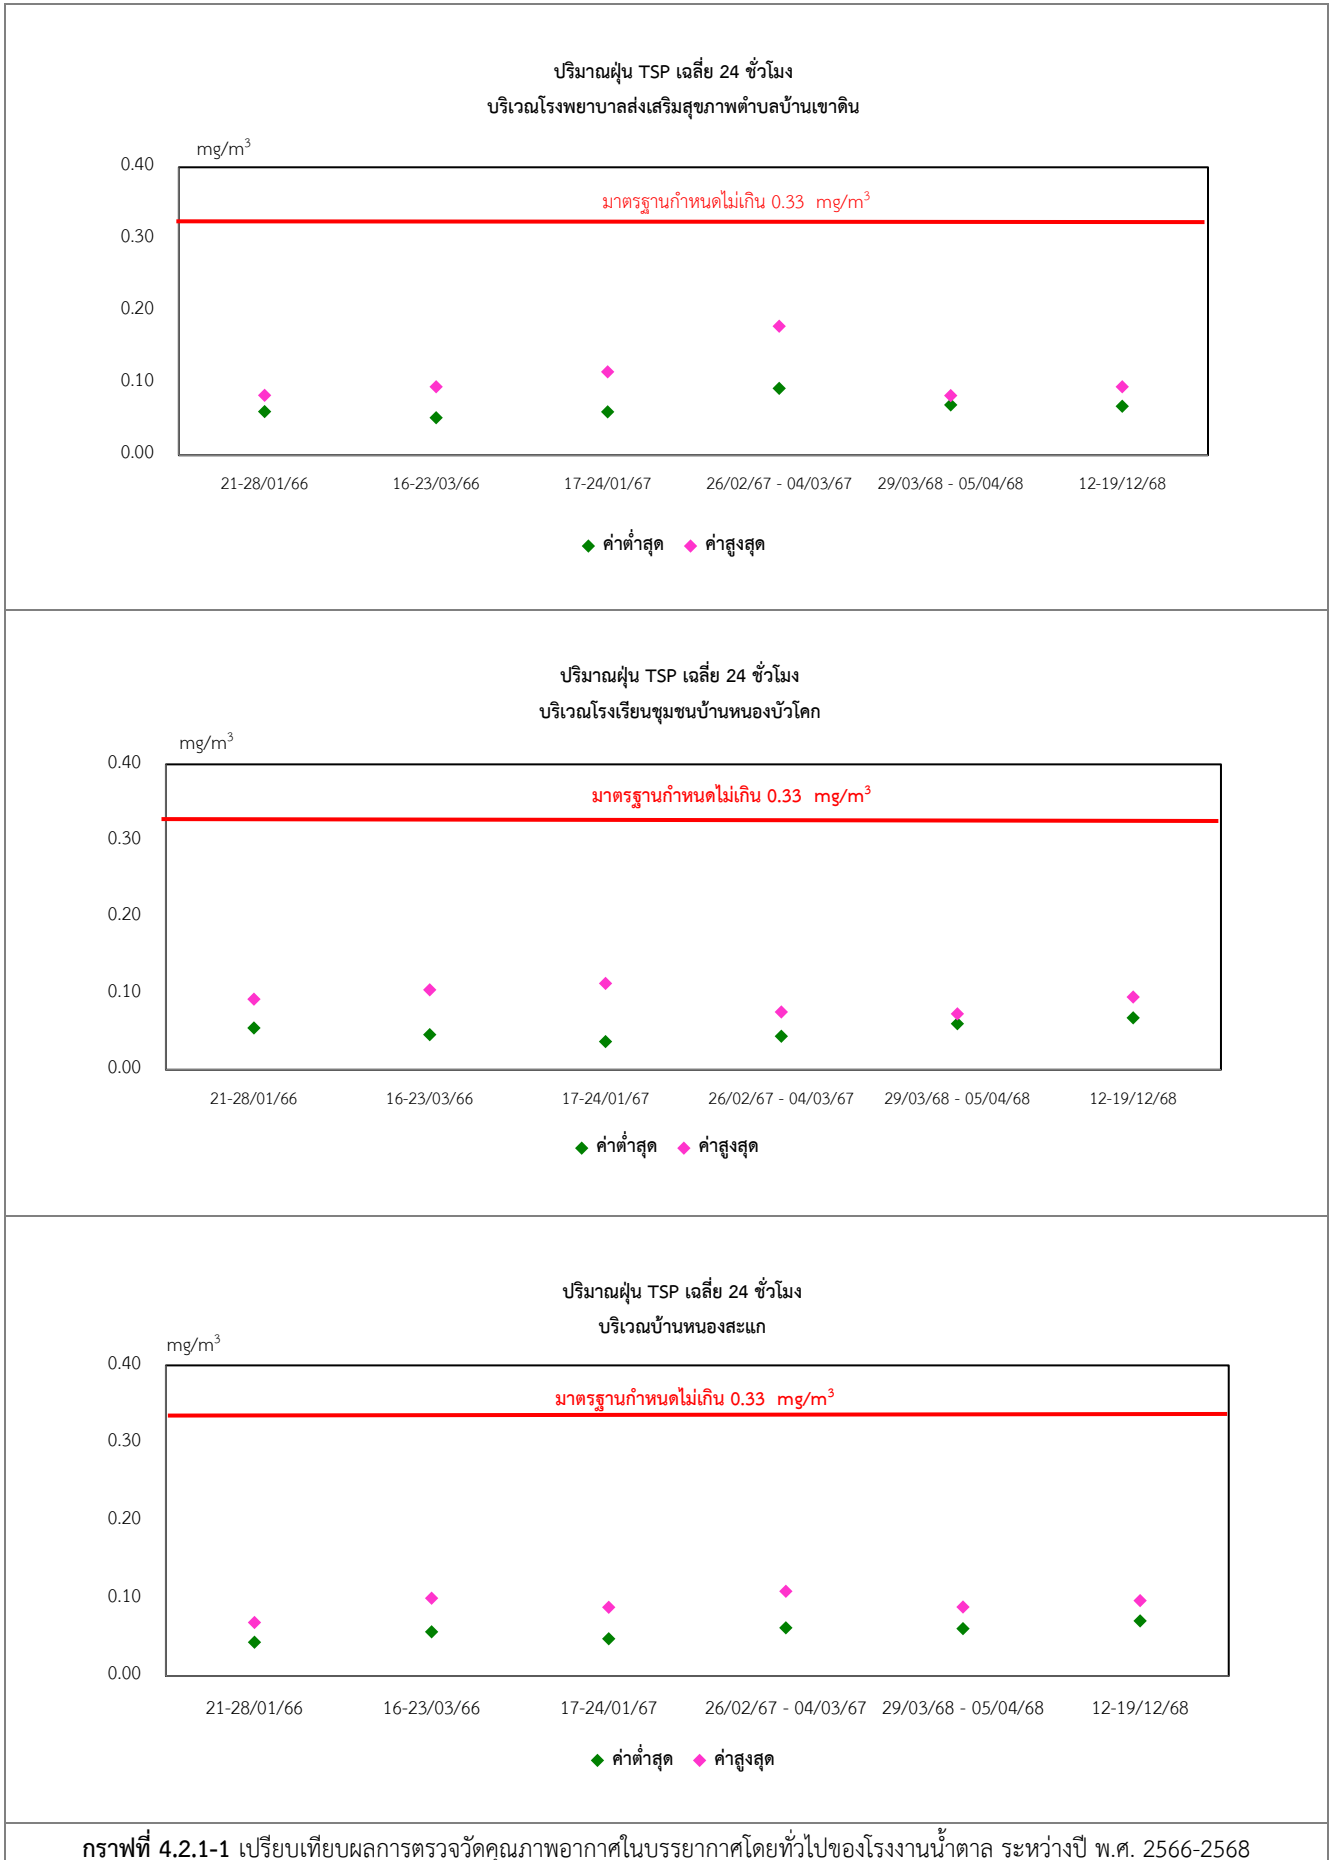 ปริมาณฝุ่น TSP เฉลี่ย 24 ชั่วโมง
บริเวณโรงพยาบาลส่งเสริมสุขภาพตำบลบ้านเขาดิน
mg/m³
0.40
มาตรฐานกำหนดไม่เกิน 0.33 mg/m³
0.30
0.20
0.10
0.00
21-28/01/66 16-23/03/66 17-24/01/67 26/02/67 - 04/03/67 29/03/68 - 05/04/68 12-19/12/68
ค่าต่ำสุด ค่าสูงสุด
ปริมาณฝุ่น TSP เฉลี่ย 24 ชั่วโมง
บริเวณโรงเรียนชุมชนบ้านหนองบัวโคก
mg/m³
0.40
มาตรฐานกำหนดไม่เกิน 0.33 mg/m³
0.30
0.20
0.10
0.00
21-28/01/66 16-23/03/66 17-24/01/67 26/02/67 - 04/03/67 29/03/68 - 05/04/68 12-19/12/68
ค่าต่ำสุด ค่าสูงสุด
ปริมาณฝุ่น TSP เฉลี่ย 24 ชั่วโมง
บริเวณบ้านหนองสะแก
mg/m³
0.40
มาตรฐานกำหนดไม่เกิน 0.33 mg/m³
0.30
0.20
0.10
0.00
21-28/01/66 16-23/03/66 17-24/01/67 26/02/67 - 04/03/67 29/03/68 - 05/04/68 12-19/12/68
ค่าต่ำสุด ค่าสูงสุด
กราฟที่ 4.2.1-1 เปรียบเทียบผลการตรวจวัดคุณภาพอากาศในบรรยากาศโดยทั่วไปของโรงงานน้ำตาล ระหว่างปี พ.ศ. 2566-2568